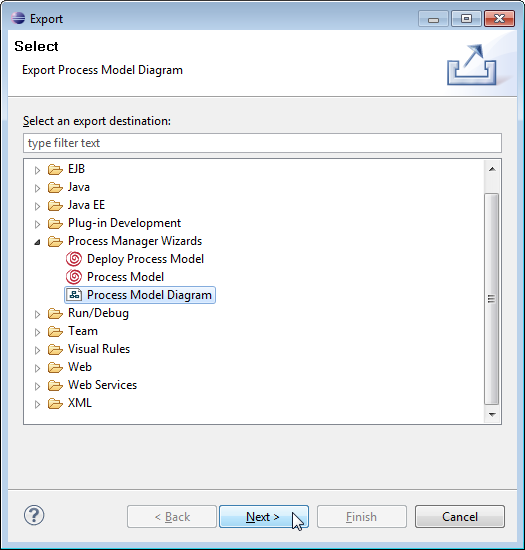 Export
Select
Export Process Model Diagram
Select an export destination:
type filter text
EJB
Java
Java EE
Plug-in Development
Process Manager Wizards
Deploy Process Model
Process Model
Process Model Diagram
Run/Debug
Team
Visual Rules
Web
Web Services
XML
?
< Back Next > Finish Cancel